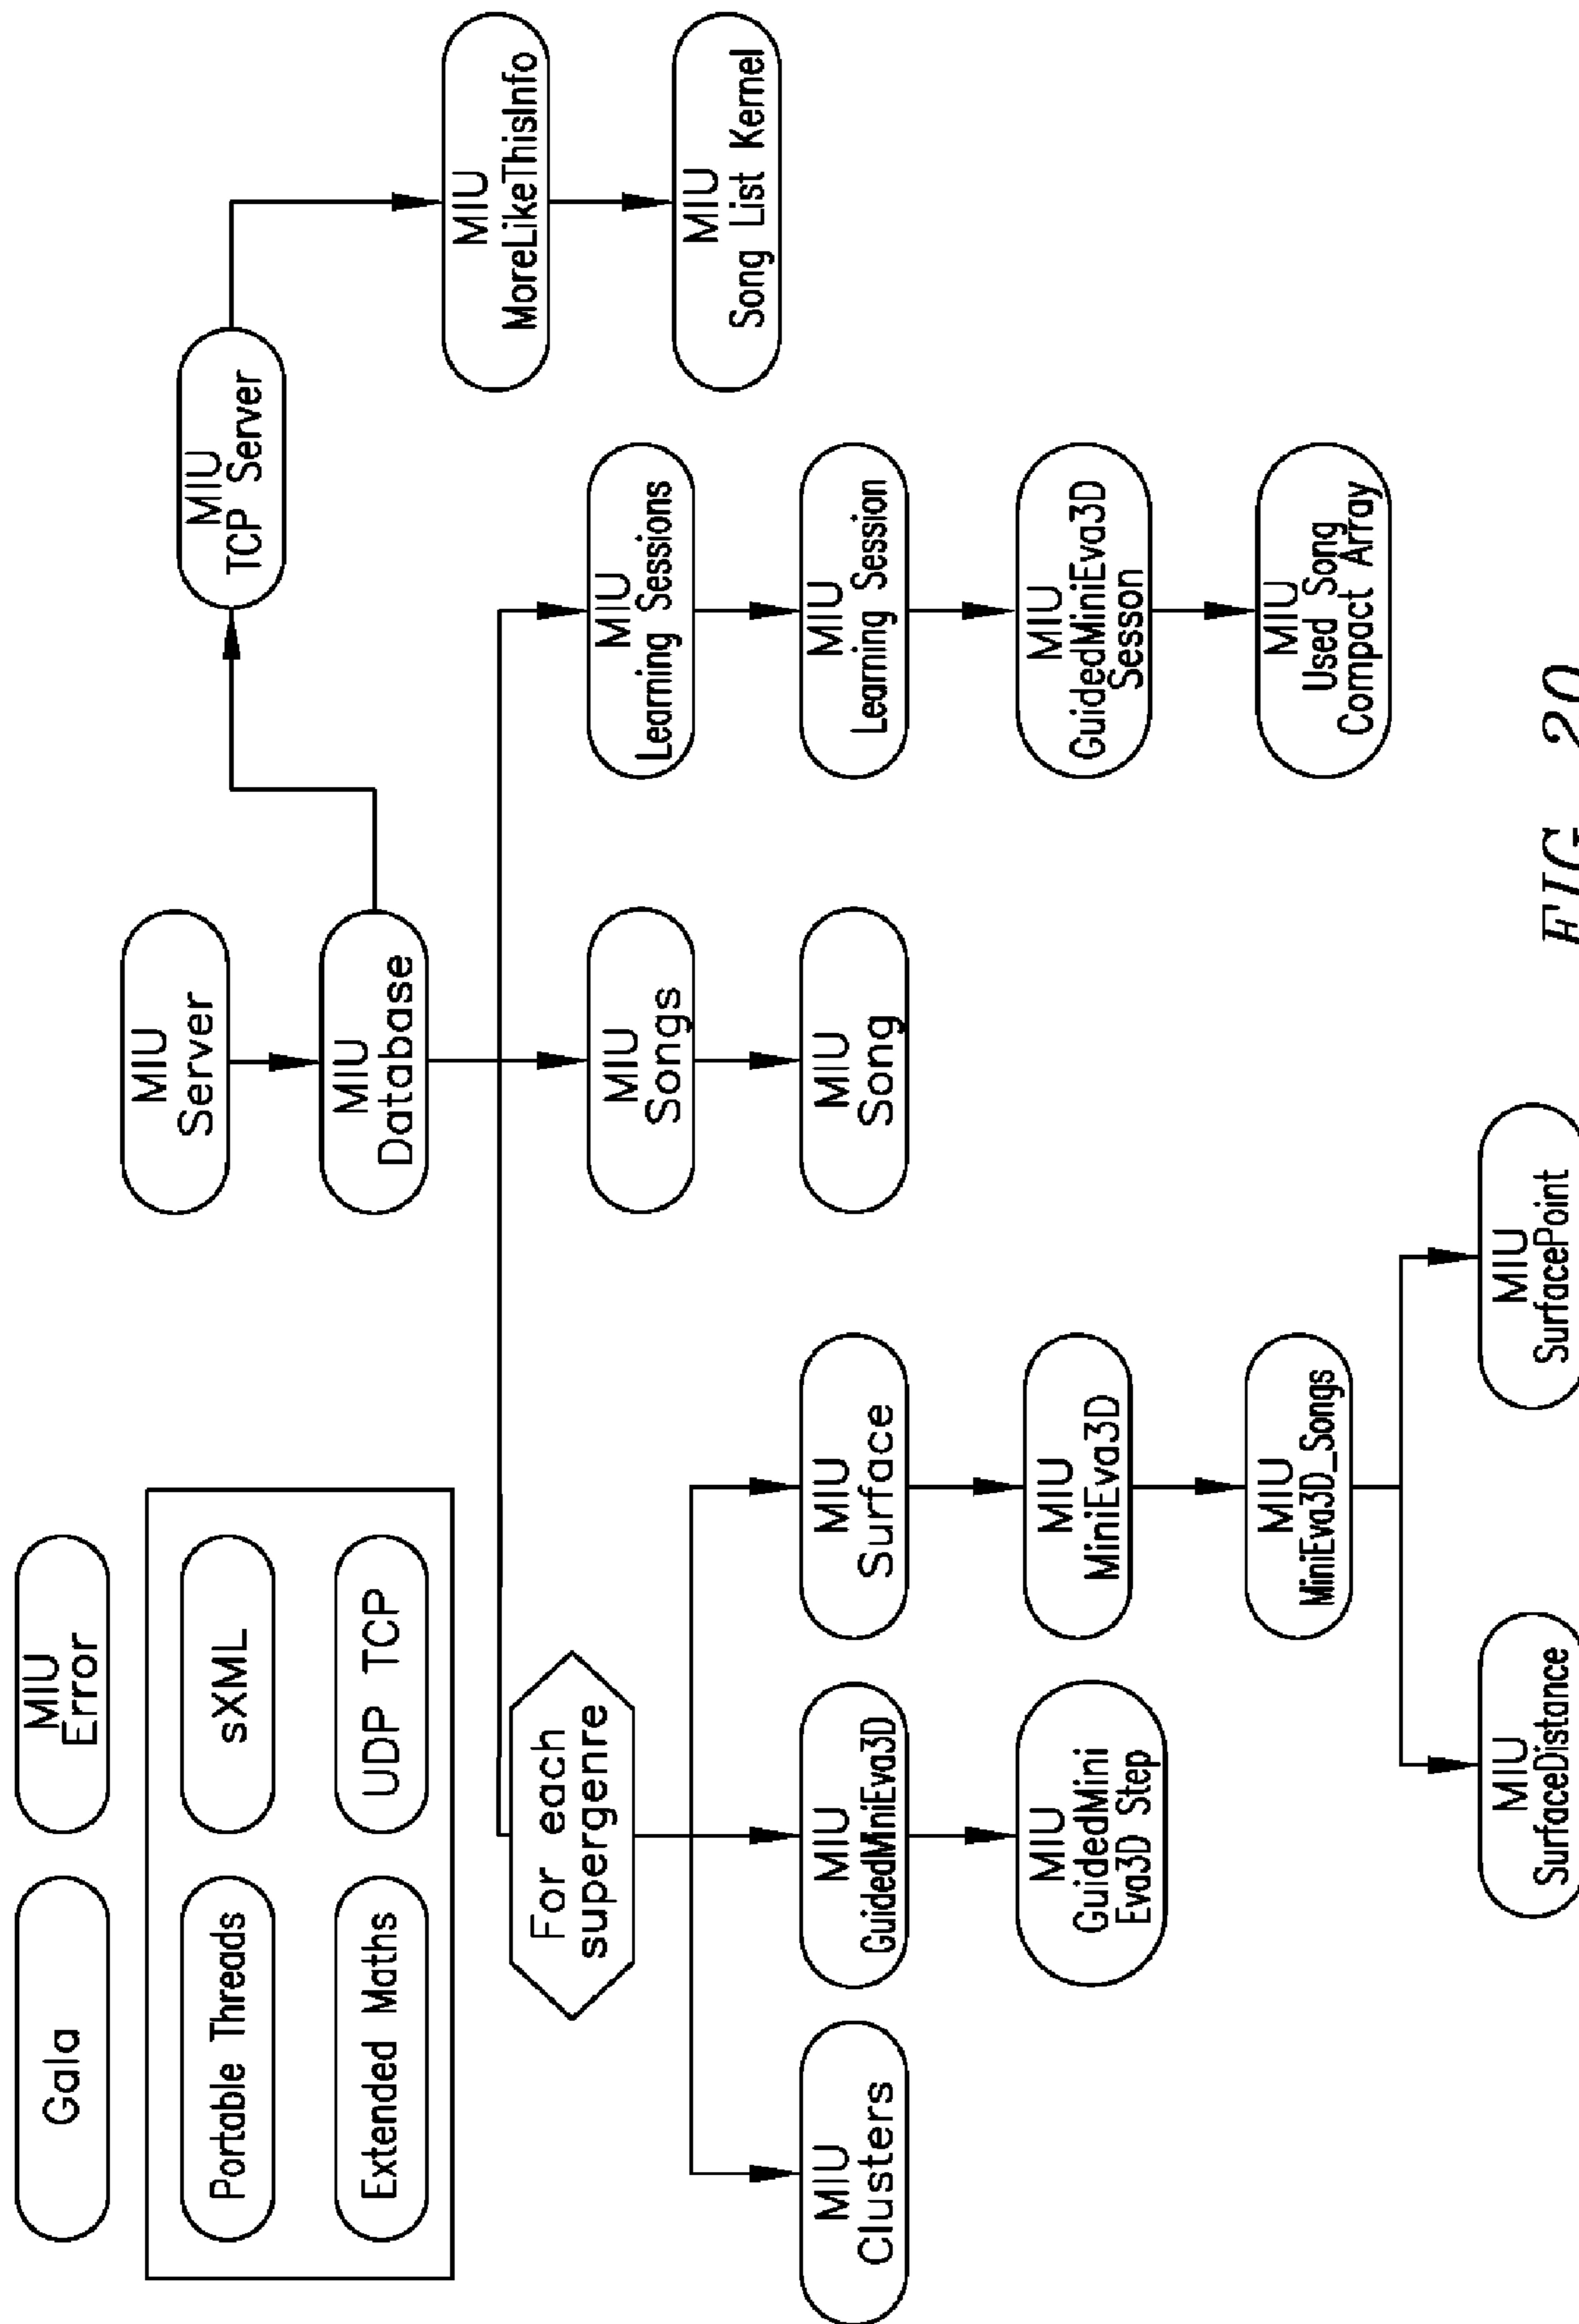 Gala
MIU
Error
Portable Threads
sXML
Extended Maths
UDP TCP
MIU
Server
MIU
Database
MIU
TCP Server
MIU
MoreLikeThisInfo
MIU
Song List Kernel
For each
supergenre
MIU
Songs
MIU
Song
MIU
Learning Sessions
MIU
Learning Session
MIU
GuidedMiniEva3D
Sesson
MIU
Used Song
Compact Array
MIU
Clusters
MIU
GuidedMiniEva3D
MIU
GuidedMini
Eva3D Step
MIU
Surface
MIU
MiniEva3D
MIU
MiniEva3D_Songs
MIU
SurfaceDistance
MIU
SurfacePoint
FIG 20